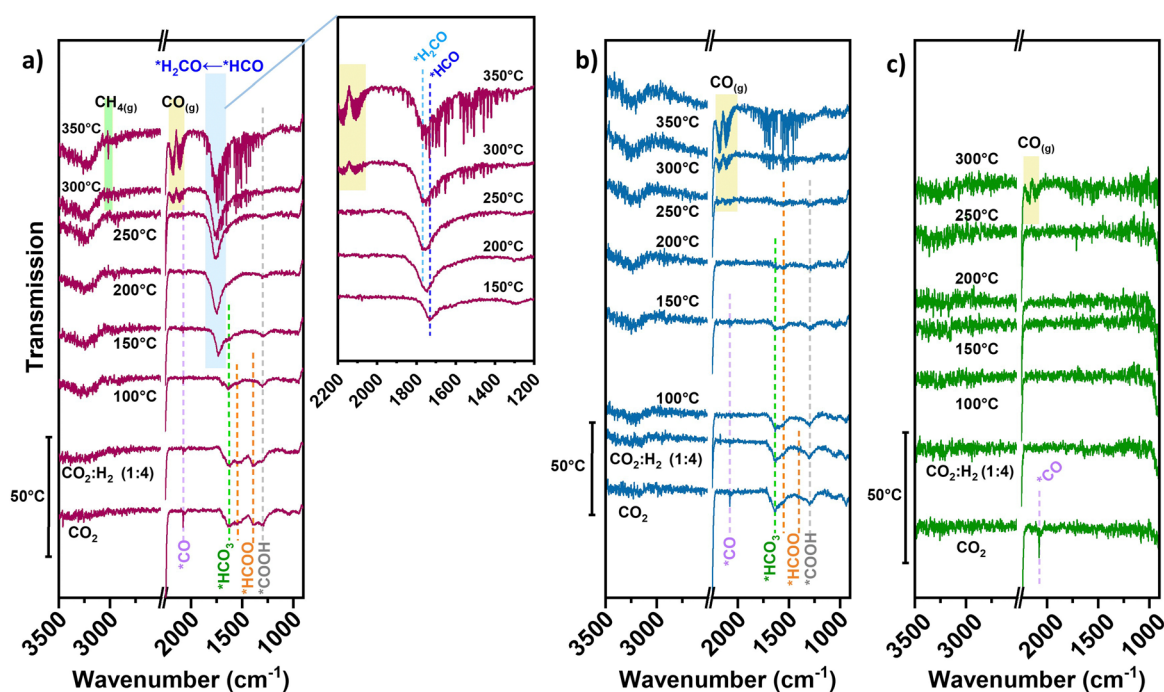 a)
*H₂CO←*HCO
CH₄(g)
CO(g)
350°C
300°C
250°C
200°C
150°C
100°C
CO₂:H₂ (1:4)
50°C
CO₂
*CO
*HCO₃
*HCOO
*COOH
Transmission
3500
3000
2000
1500
1000
Wavenumber (cm⁻¹)
*H₂CO
*HCO
350°C
300°C
250°C
200°C
150°C
2200
2000
1800
1600
1400
1200
b)
CO(g)
350°C
300°C
250°C
200°C
150°C
100°C
CO₂:H₂ (1:4)
50°C
CO₂
*CO
*HCO₃
*HCOO
*COOH
3500
3000
2000
1500
1000
Wavenumber (cm⁻¹)
c)
CO(g)
300°C
250°C
200°C
150°C
100°C
CO₂:H₂ (1:4)
*CO
50°C
CO₂
3500
3000
2000
1500
1000
Wavenumber (cm⁻¹)